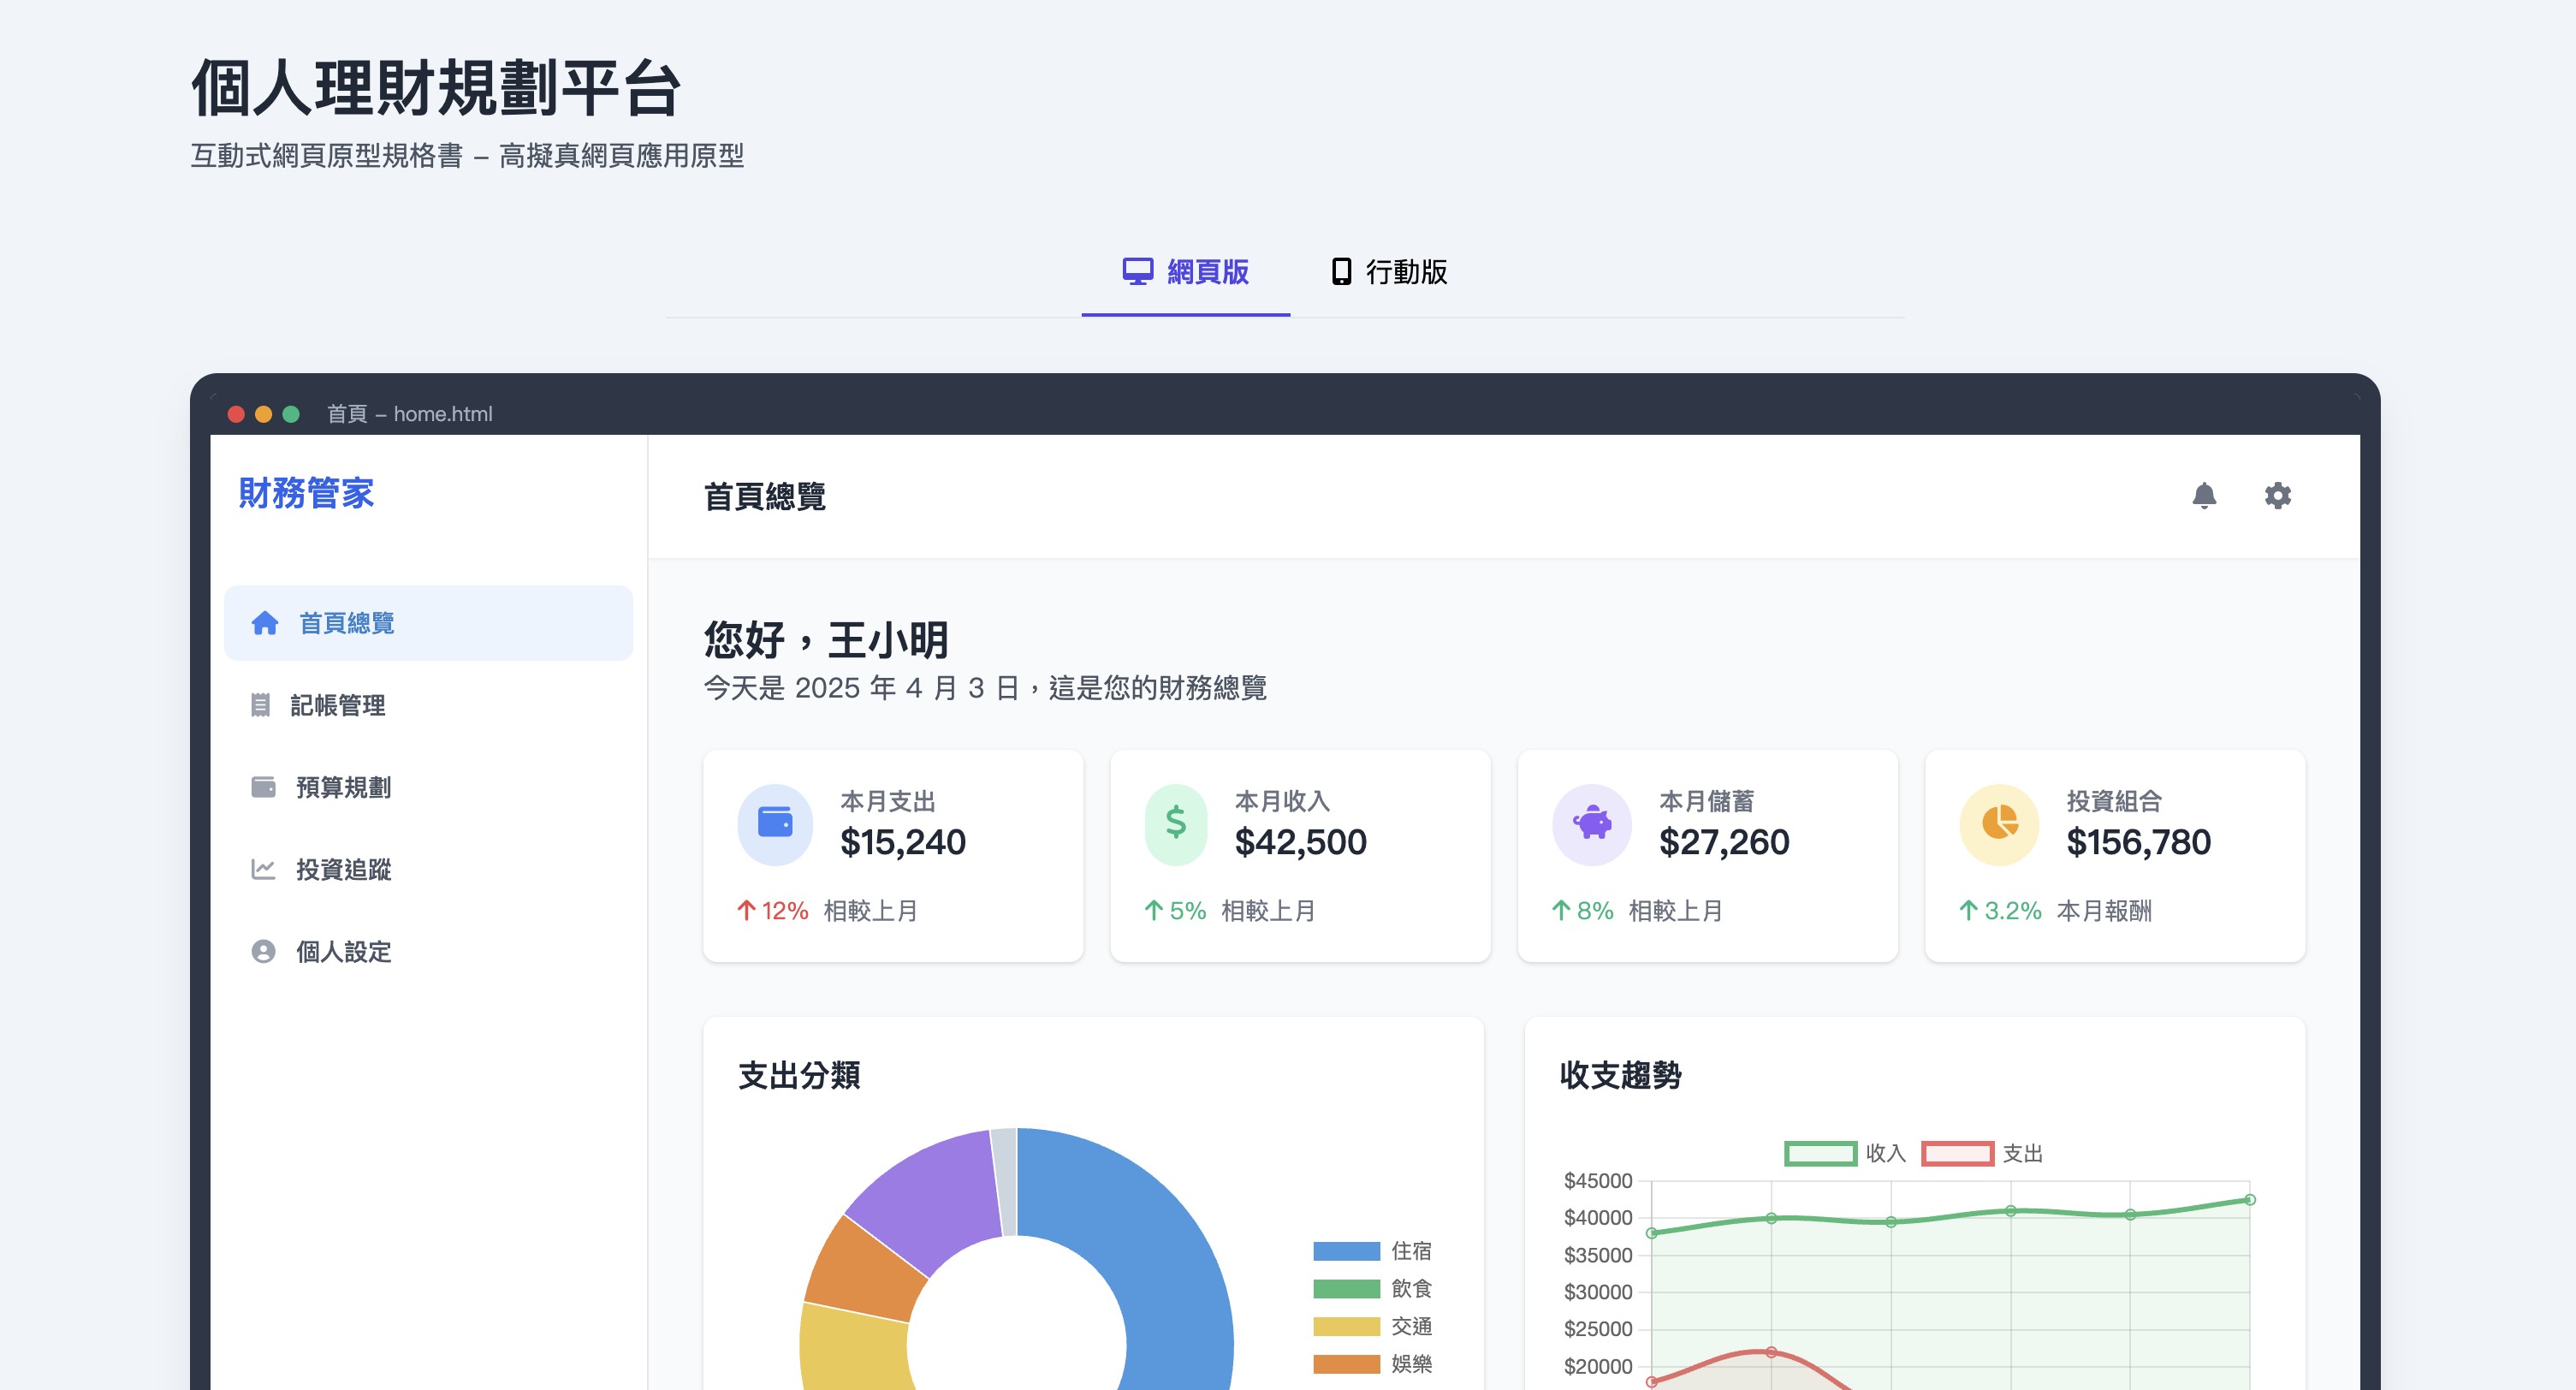 個人理財規劃平台
互動式網頁原型規格書 – 高擬真網頁應用原型
網頁版
行動版
首頁 – home.html
財務管家
首頁總覽
記帳管理
預算規劃
投資追蹤
個人設定
首頁總覽
您好，王小明
今天是 2025 年 4 月 3 日，這是您的財務總覽
本月支出
$15,240
12% 相較上月
本月收入
$42,500
5% 相較上月
本月儲蓄
$27,260
8% 相較上月
投資組合
$156,780
3.2% 本月報酬
支出分類
住宿
飲食
交通
娛樂
收支趨勢
收入 支出
$45000
$40000
$35000
$30000
$25000
$20000